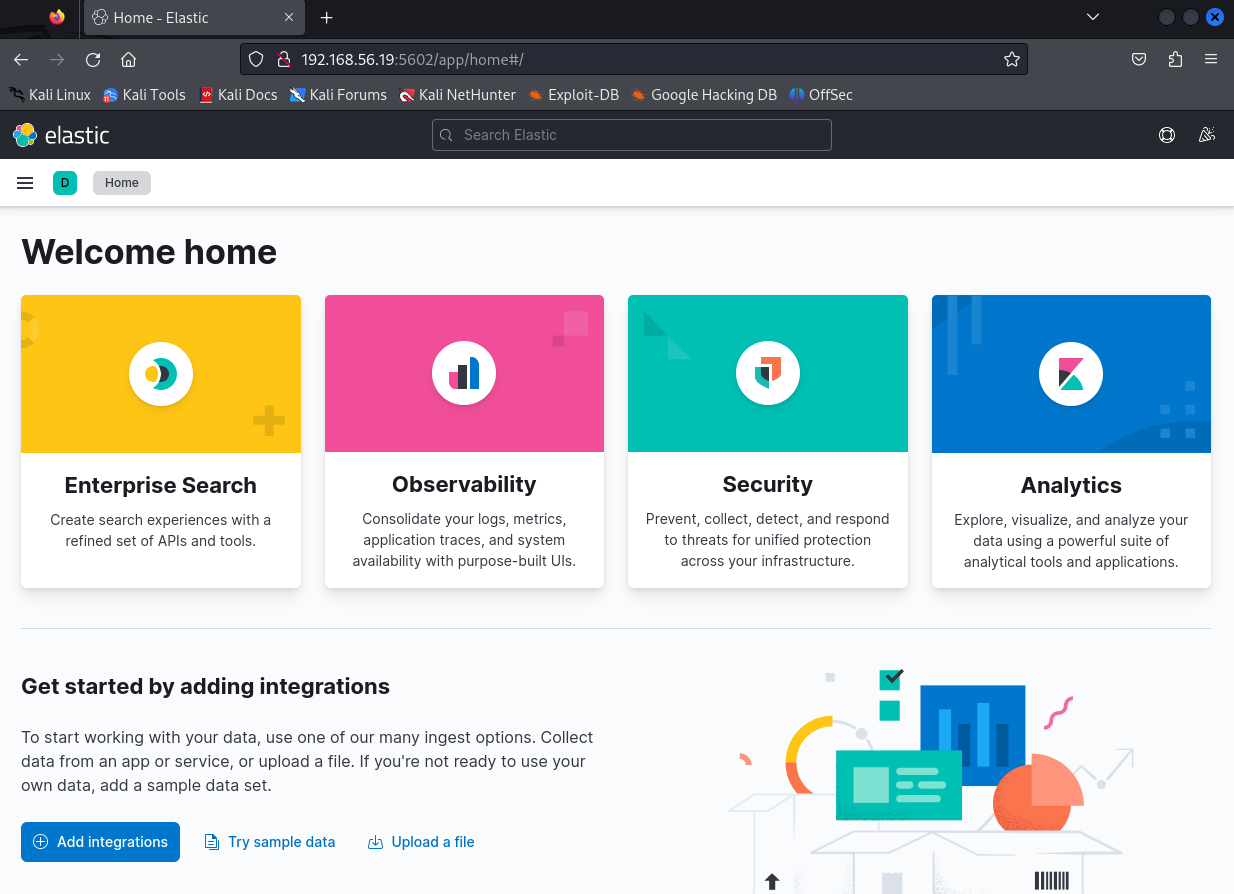 Home - Elastic
192.168.56.19:5602/app/home#/
Kali Linux Kali Tools Kali Docs Kali Forums Kali NetHunter Exploit-DB Google Hacking DB OffSec
elastic Search Elastic
D Home
Welcome home
Enterprise Search
Create search experiences with a
refined set of APIs and tools.
Observability
Consolidate your logs, metrics,
application traces, and system
availability with purpose-built UIs.
Security
Prevent, collect, detect, and respond
to threats for unified protection
across your infrastructure.
Analytics
Explore, visualize, and analyze your
data using a powerful suite of
analytical tools and applications.
Get started by adding integrations
To start working with your data, use one of our many ingest options. Collect
data from an app or service, or upload a file. If you're not ready to use your
own data, add a sample data set.
Add integrations Try sample data Upload a file